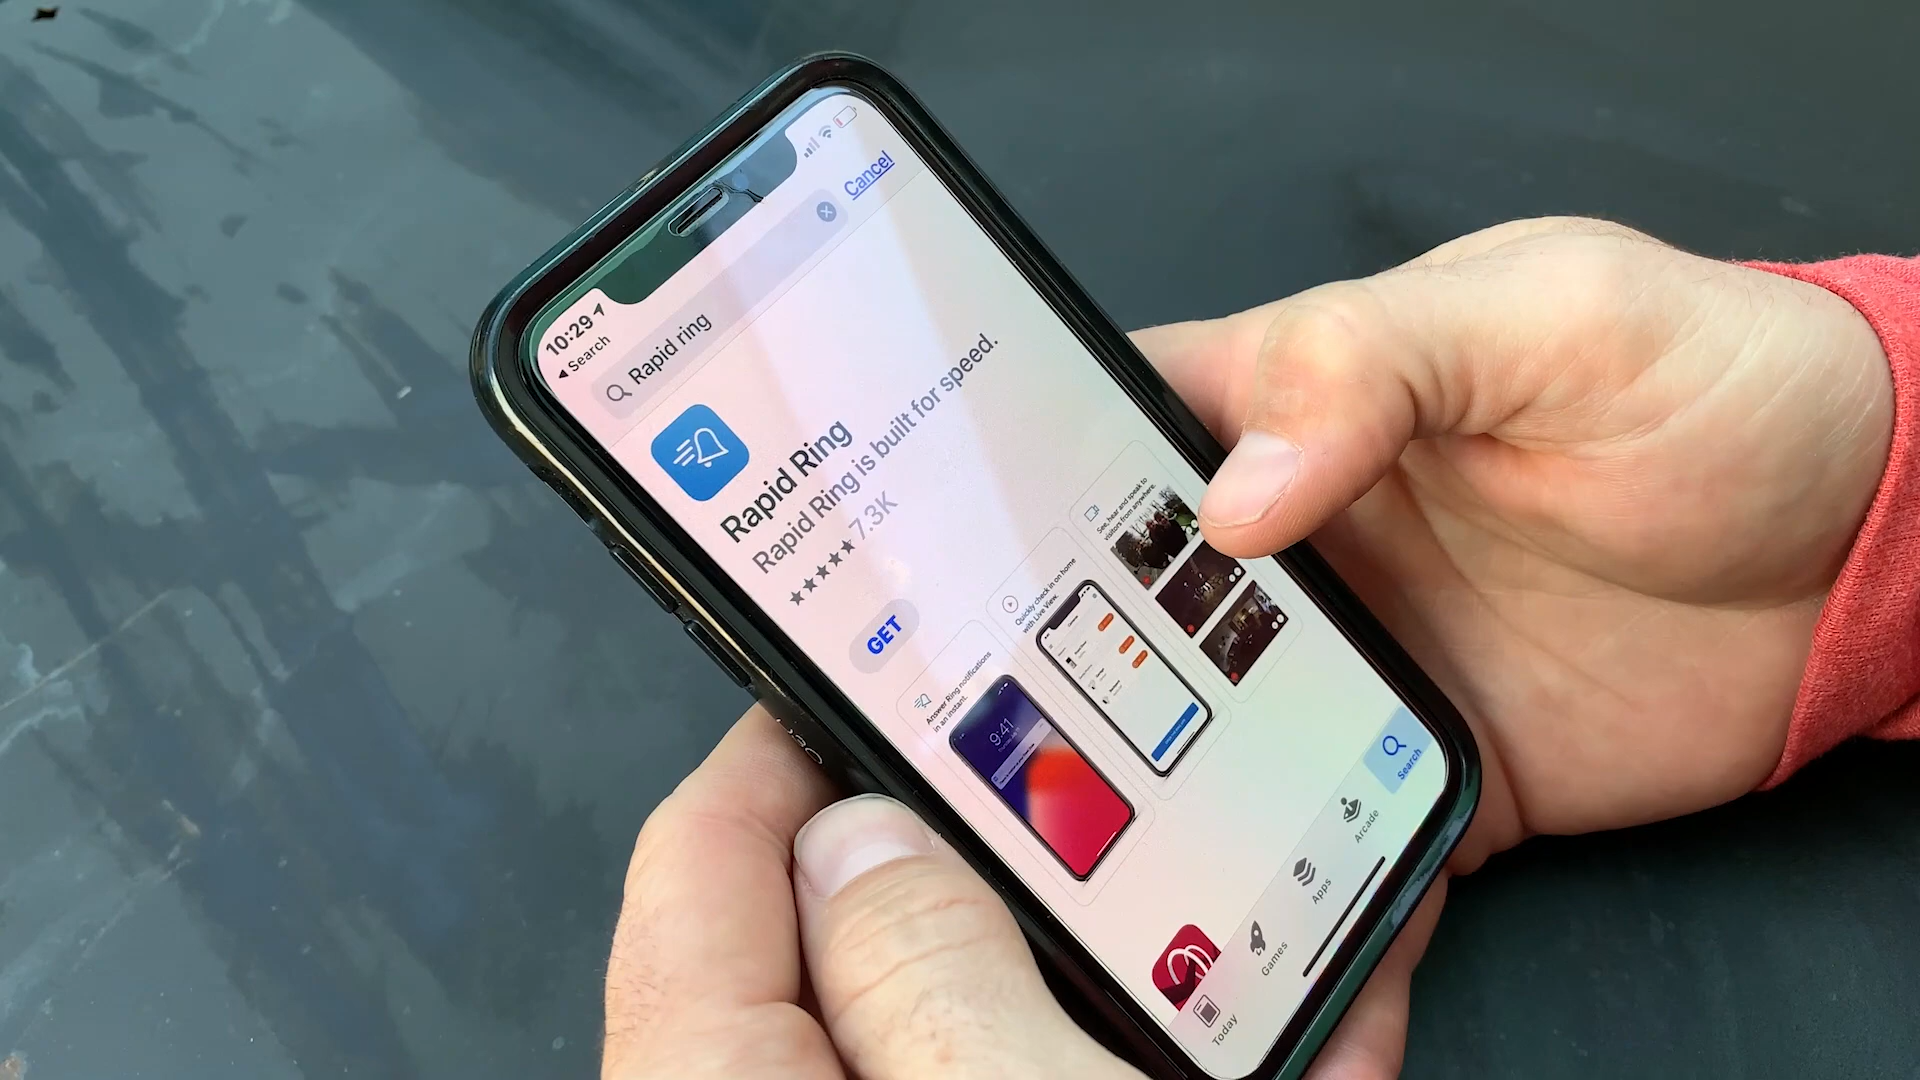 10:29
Search
Cancel
Rapid ring
Rapid Ring
Rapid Ring is built for speed.
7.3K
GET
Answer Ring notifications
in an instant.
9:41
Quickly check in on home
with Live View.
See, hear and speak to
visitors from anywhere.
Today
Games
Apps
Arcade
Search